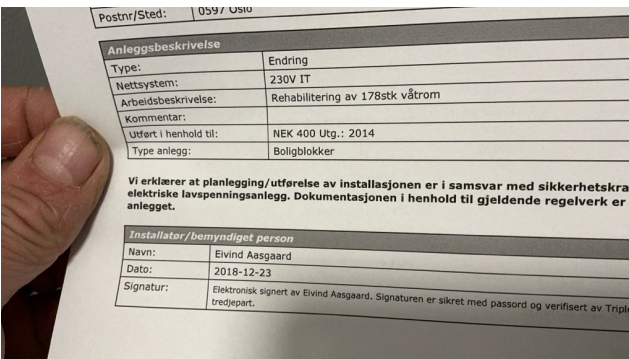 Postnr/Sted: 0597 Oslo
Anleggsbeskrivelse
Type: Endring
Nettsystem: 230V IT
Arbeidsbeskrivelse: Rehabilitering av 178stk våtrom
Kommentar:
Utført i henhold til: NEK 400 Utg.: 2014
Type anlegg: Boligblokker
Vi erklærer at planlegging/utførelse av installasjonen er i samsvar med sikkerhetskra
elektriske lavspenningsanlegg. Dokumentasjonen i henhold til gjeldende regelverk er
anlegget.
Installatør/bemyndiget person
Navn: Eivind Aasgaard
Dato: 2018-12-23
Signatur: Elektronisk signert av Eivind Aasgaard. Signaturen er sikret med passord og verifisert av Triple
tredjepart.